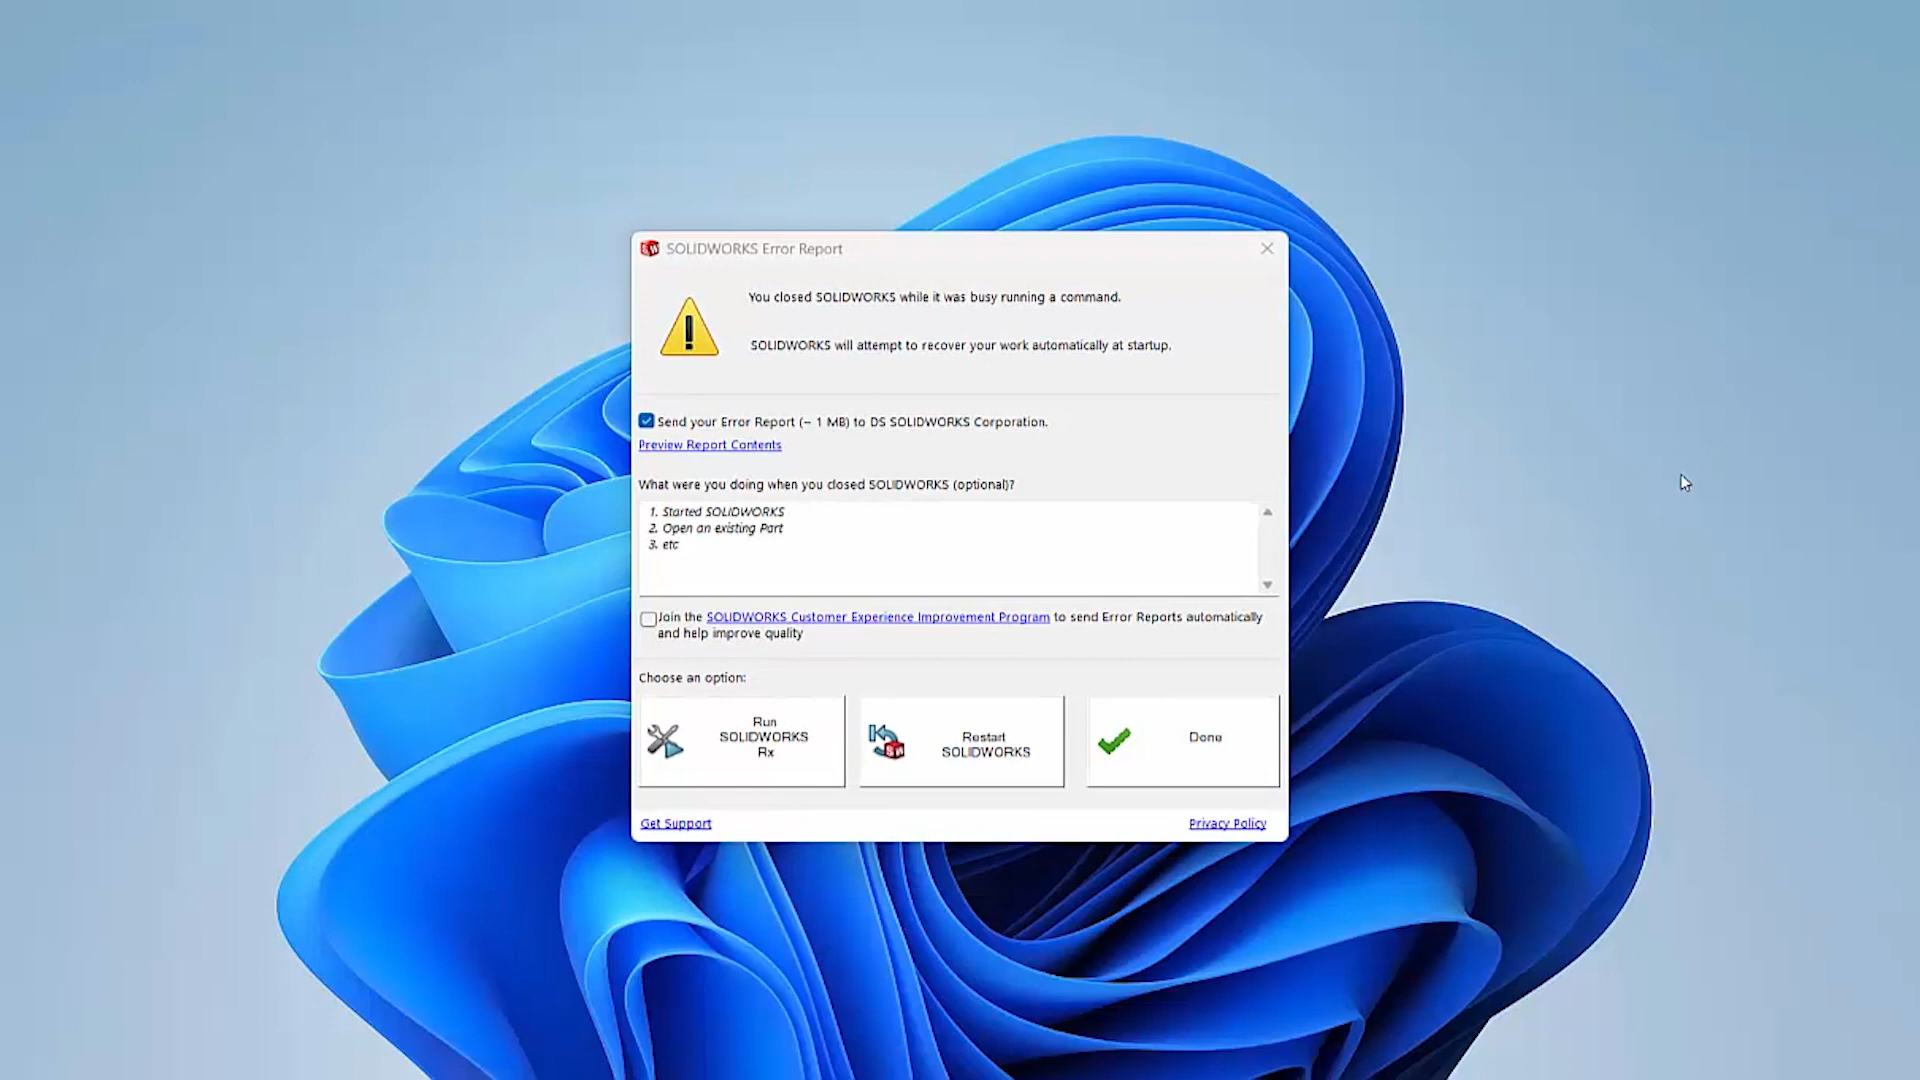 SOLIDWORKS Error Report
You closed SOLIDWORKS while it was busy running a command.
SOLIDWORKS will attempt to recover your work automatically at startup.
Send your Error Report (~ 1 MB) to DS SOLIDWORKS Corporation.
Preview Report Contents
What were you doing when you closed SOLIDWORKS (optional)?
1. Started SOLIDWORKS
2. Open an existing Part
3. etc
Join the SOLIDWORKS Customer Experience Improvement Program to send Error Reports automatically
and help improve quality
Choose an option:
Run
SOLIDWORKS
Rx
Restart
SOLIDWORKS
Done
Get Support
Privacy Policy